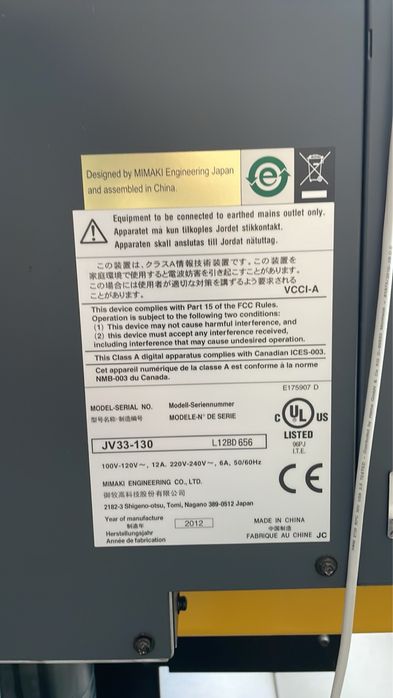 Designed by MIMAKI Engineering Japan
and assembled in China.
e
Equipment to be connected to earthed mains outlet only.
Apparatet må kun tilkoples Jordet stikkontakt.
Apparaten skall anslutas till Jordat nätuttag.
この装置は、クラスA情報技術装置です。この装置を
家庭環境で使用すると電波妨害を引き起こすことがあります。
この場合には使用者が適切な対策を講ずるよう要求される
ことがあります。
VCCI-A
This device complies with Part 15 of the FCC Rules.
Operation is subject to the following two conditions:
(1) This device may not cause harmful interference, and
(2) this device must accept any interference received,
including interference that may cause undesired operation.
This Class A digital apparatus complies with Canadian ICES-003.
Cet appareil numérique de la classe A est conforme à la norme
NMB-003 du Canada.
E175907 D
MODEL-SERIAL NO. Modell-Seriennummer
型号名称·制造编号 MODELE-N° DE SERIE
C UL US
LISTED
96PJ
I.T.E.
JV33-130 L12BD656
100V-120V～, 12A. 220V-240V～, 6A, 50/60Hz
CE
MIMAKI ENGINEERING CO., LTD.
御牧高科技股份有限公司
2182-3 Shigeno-otsu, Tomi, Nagano 389-0512 Japan
Year of manufacture
制造年
Herstellungsjahr
Année de fabrication
2012
MADE IN CHINA
中国制造
FABRIQUE AU CHINE JC